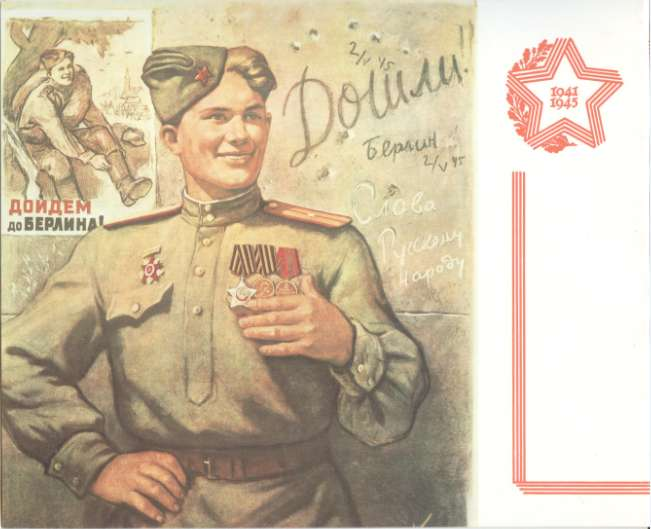 ДОЙДЕМ
ДО БЕРЛИНА!
2/V 45
Дошли!
Берлин
2/V 45
Слава
Русскому
народу
1941
1945